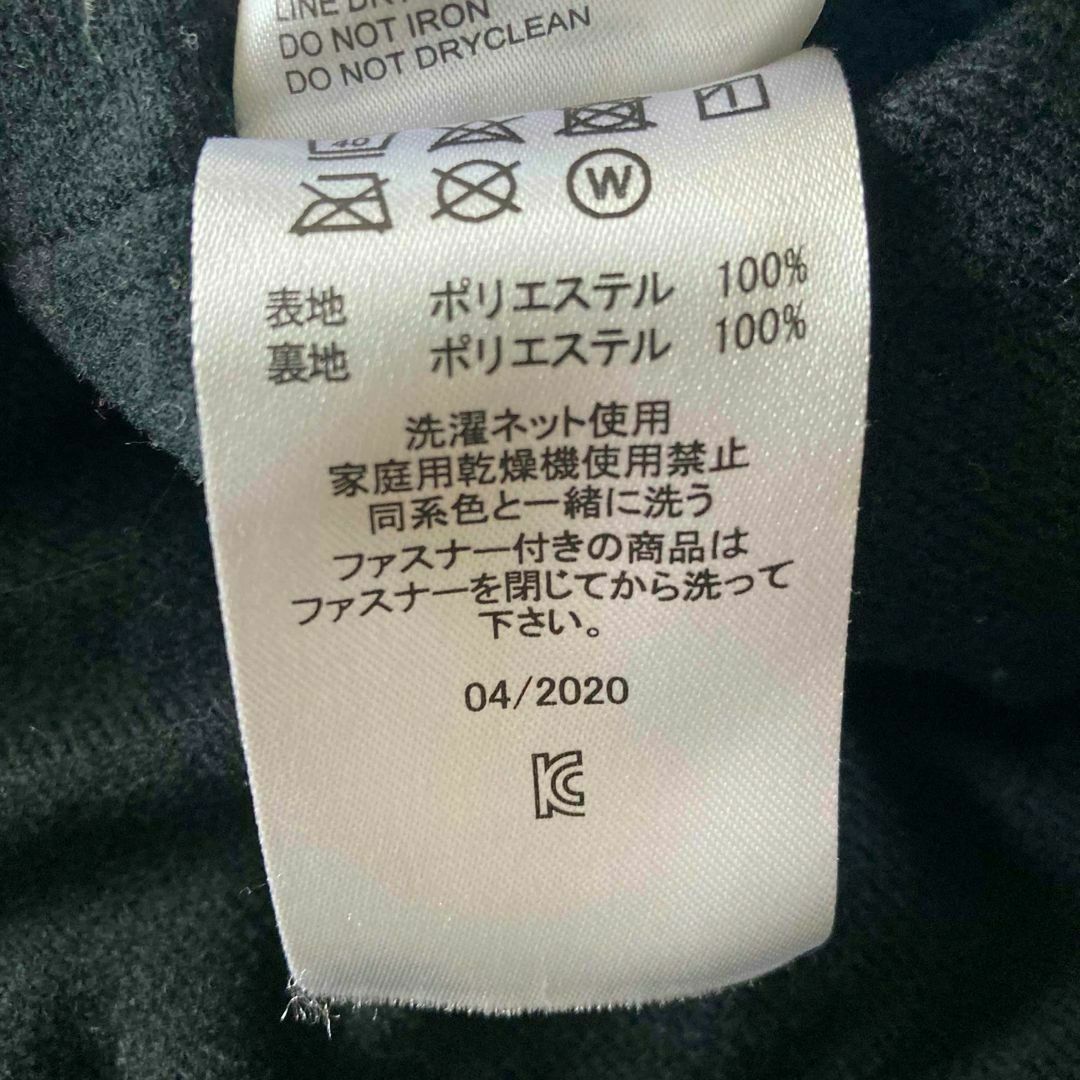 LINE DRY
DO NOT IRON
DO NOT DRYCLEAN
40
W
表地 ポリエステル 100%
裏地 ポリエステル 100%
洗濯ネット使用
家庭用乾燥機使用禁止
同系色と一緒に洗う
ファスナー付きの商品は
ファスナーを閉じてから洗って
下さい。
04/2020
KC